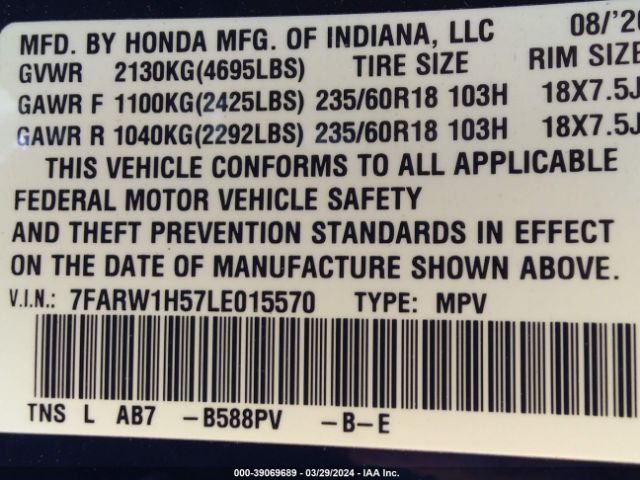 MFD. BY HONDA MFG. OF INDIANA, LLC 08/'20
GVWR 2130KG(4695LBS) TIRE SIZE RIM SIZE
GAWR F 1100KG(2425LBS) 235/60R18 103H 18X7.5J
GAWR R 1040KG(2292LBS) 235/60R18 103H 18X7.5J
THIS VEHICLE CONFORMS TO ALL APPLICABLE
FEDERAL MOTOR VEHICLE SAFETY
AND THEFT PREVENTION STANDARDS IN EFFECT
ON THE DATE OF MANUFACTURE SHOWN ABOVE.
V.I.N.: 7FARW1H57LE015570 TYPE: MPV
TNS L AB7 -B588PV -B-E
000-39069689 - 03/29/2024 - IAA Inc.